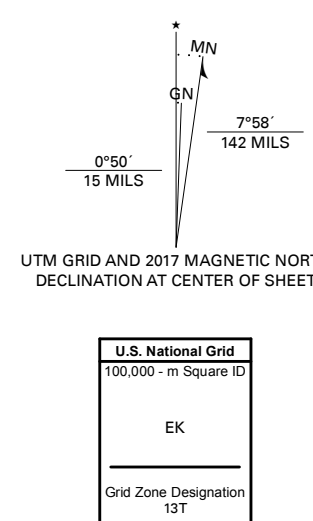 ★
MN
GN
7°58´
142 MILS
0°50´
15 MILS
UTM GRID AND 2017 MAGNETIC NORT
DECLINATION AT CENTER OF SHEET
U.S. National Grid
100,000 - m Square ID
EK
Grid Zone Designation
13T